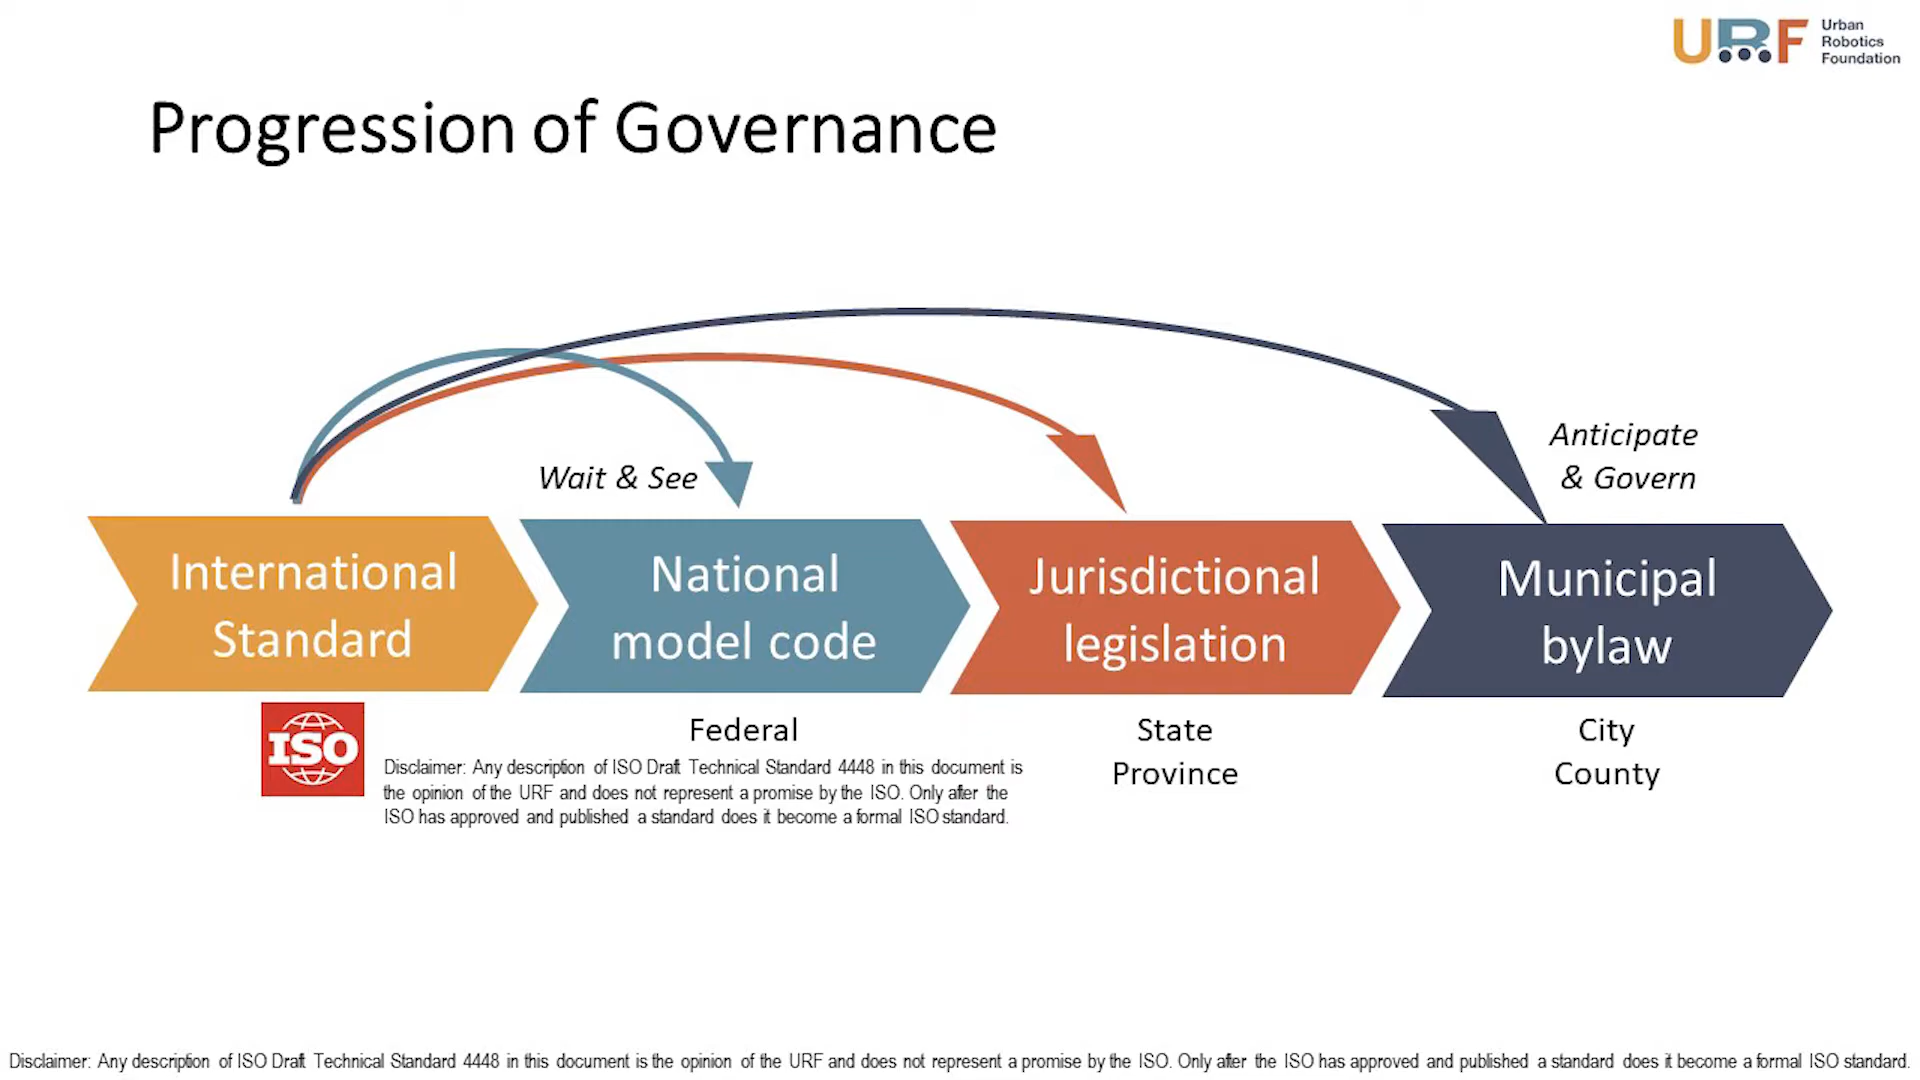 URF
Urban
Robotics
Foundation
Progression of Governance
Wait & See
Anticipate
& Govern
International
Standard
National
model code
Jurisdictional
legislation
Municipal
bylaw
ISO
Federal
State
Province
City
County
Disclaimer: Any description of ISO Draft Technical Standard 4448 in this document is
the opinion of the URF and does not represent a promise by the ISO. Only after the
ISO has approved and published a standard does it become a formal ISO standard.
Disclaimer: Any description of ISO Draft Technical Standard 4448 in this document is the opinion of the URF and does not represent a promise by the ISO. Only after the ISO has approved and published a standard does it become a formal ISO standard.